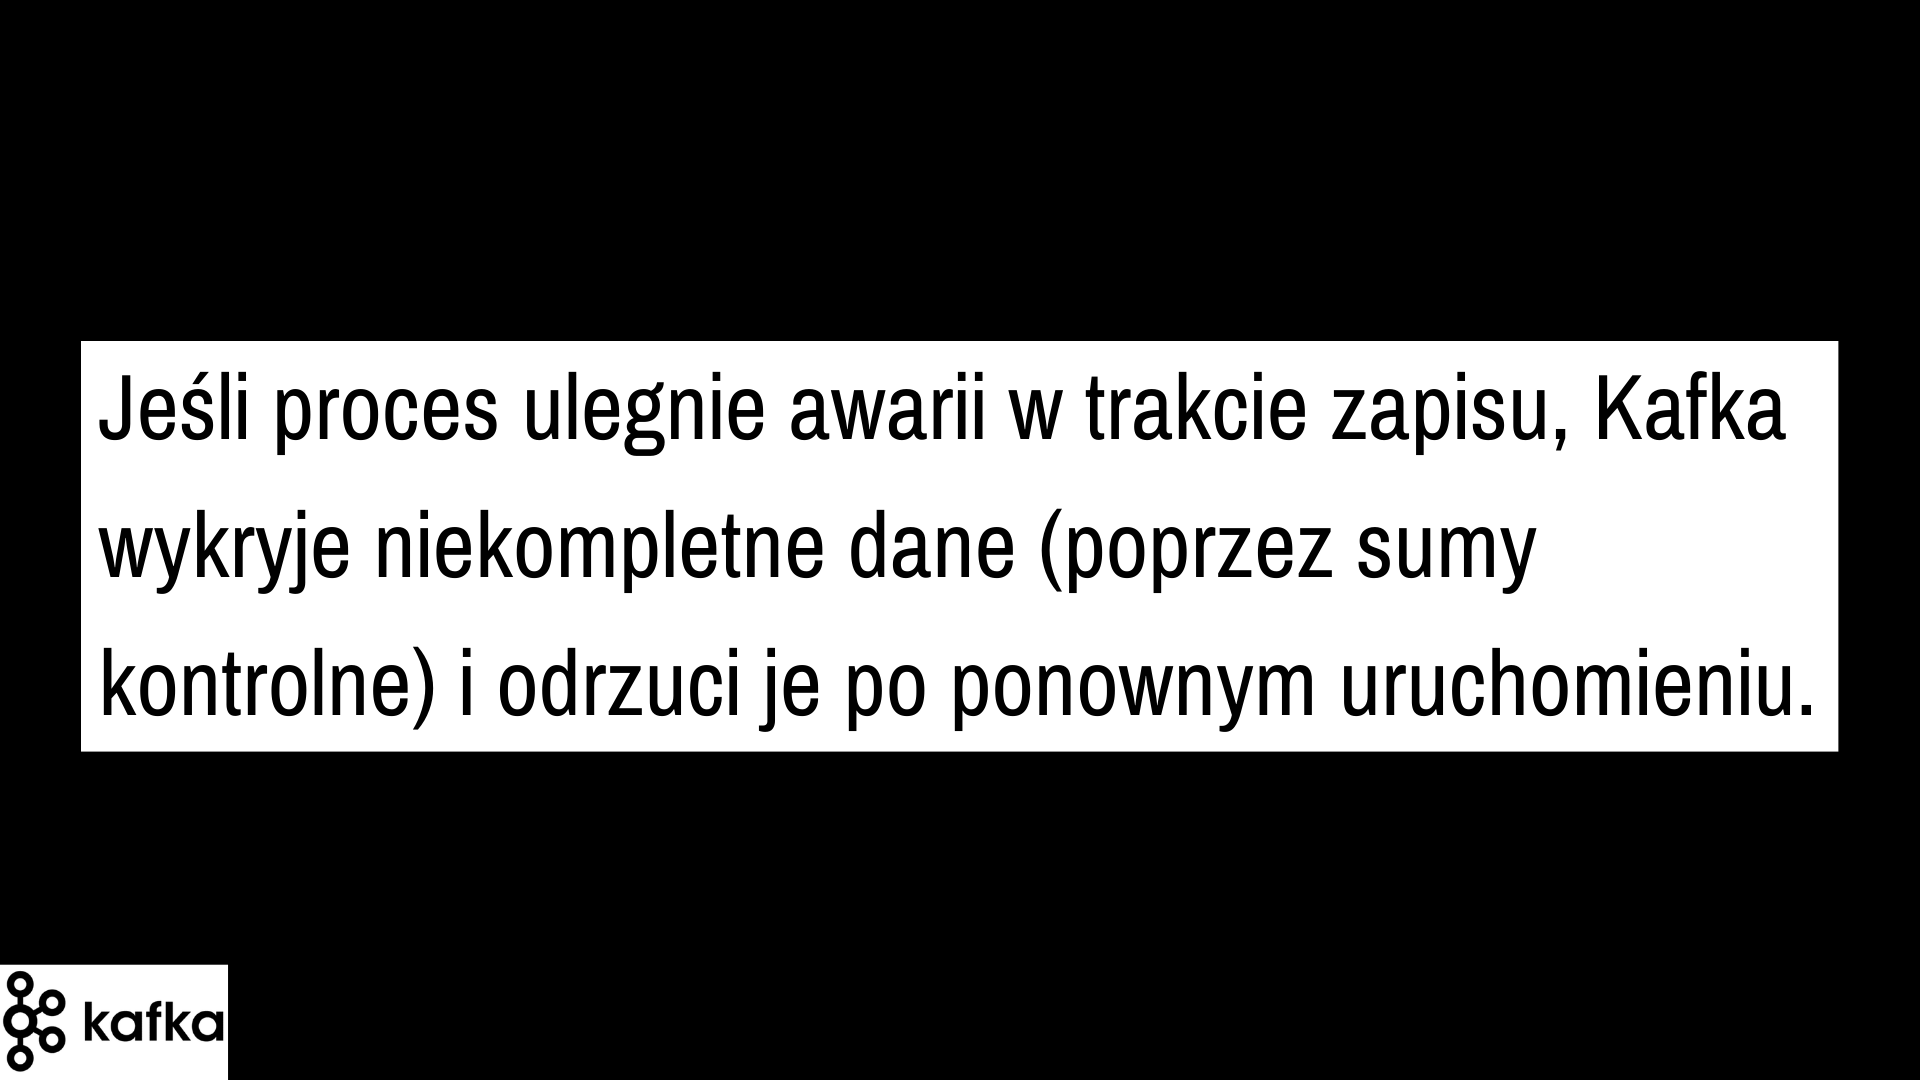 Jeśli proces ulegnie awarii w trakcie zapisu, Kafka
wykryje niekompletne dane (poprzez sumy
kontrolne) i odrzuci je po ponownym uruchomieniu.
kafka